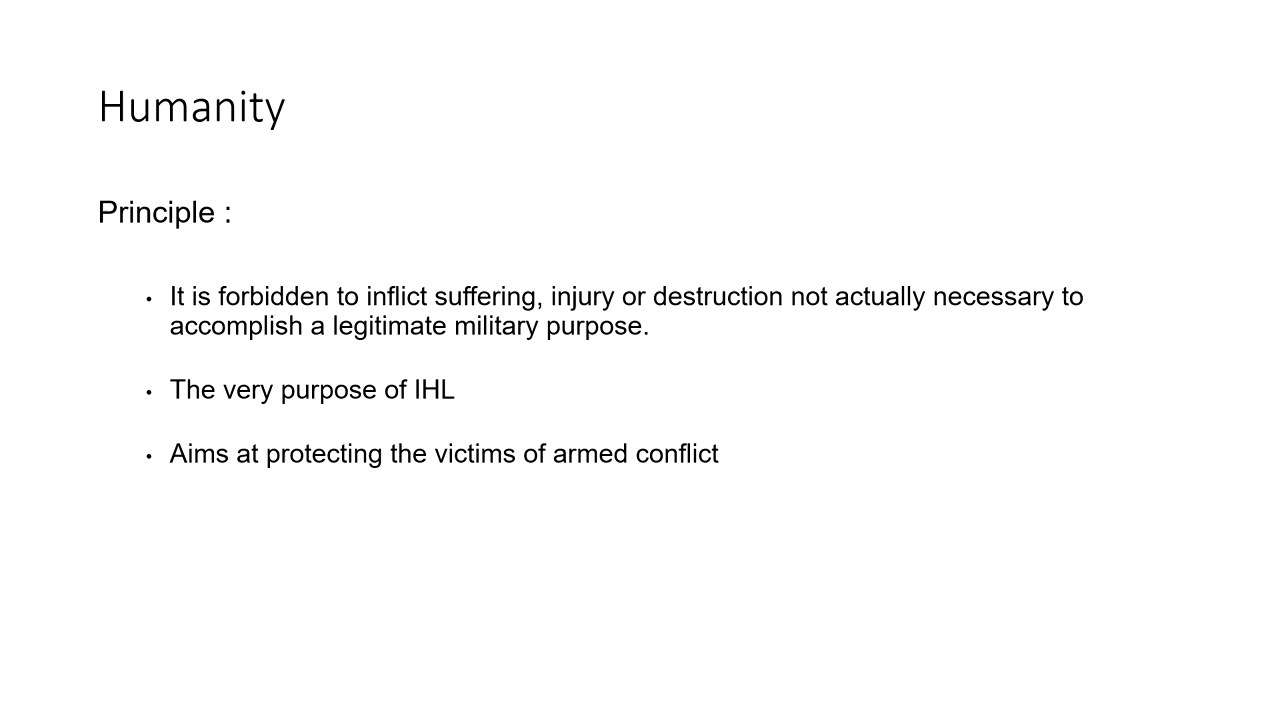 Humanity
Principle :
• It is forbidden to inflict suffering, injury or destruction not actually necessary to
accomplish a legitimate military purpose.
• The very purpose of IHL
• Aims at protecting the victims of armed conflict